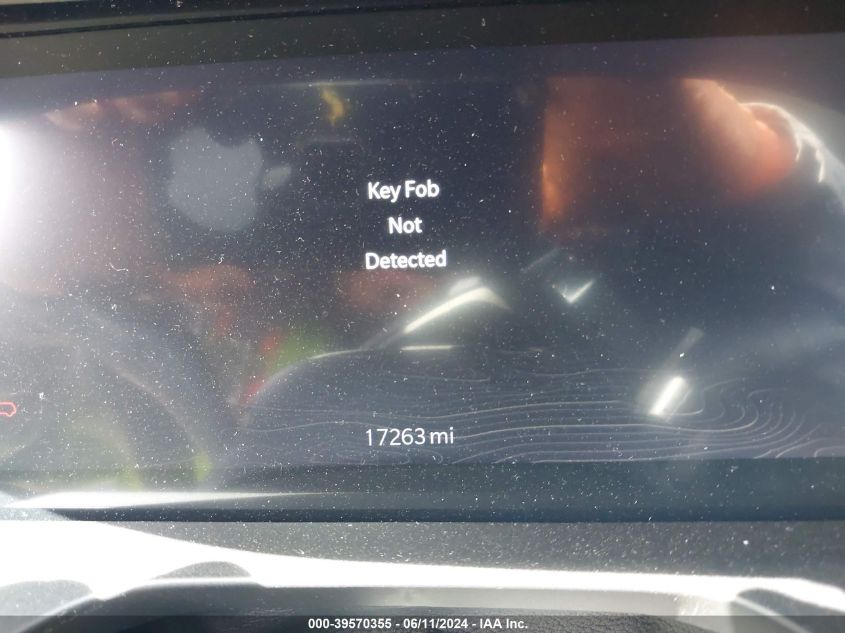 Key Fob
Not
Detected
17263 mi
000-39570355 - 06/11/2024 - IAA Inc.